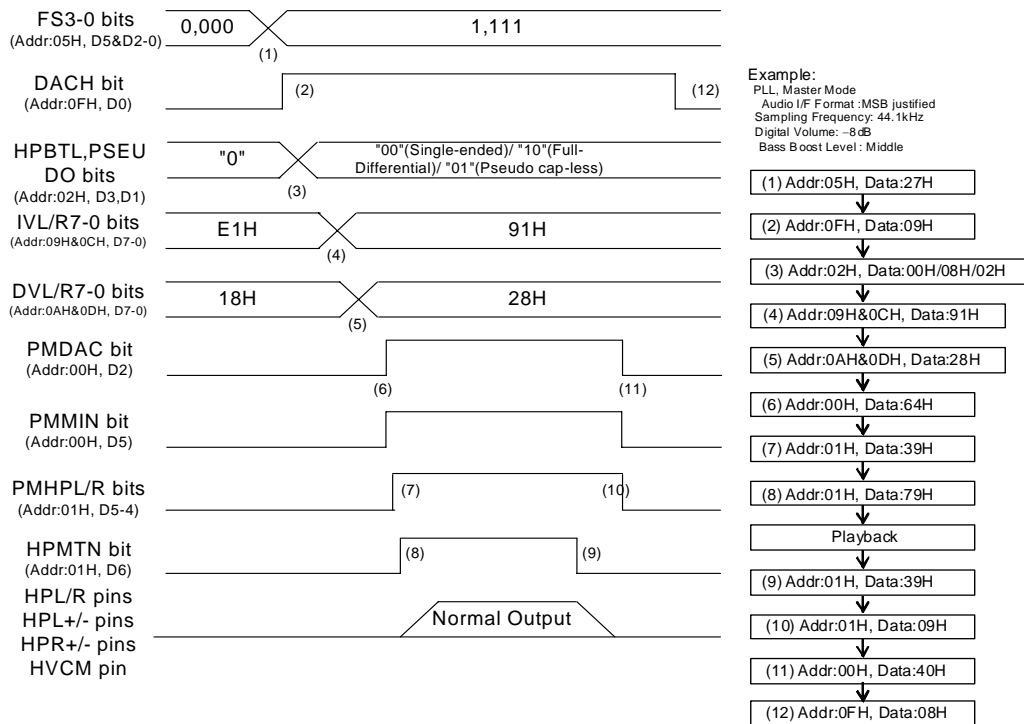 FS3-0 bits
(Addr:05H, D5&D2-0)
0,000
1,111
(1)
DACH bit
(Addr:0FH, D0)
(2)
(12)
HPBTL,PSEU
DO bits
(Addr:02H, D3,D1)
"0"
"00"(Single-ended)/ "10"(Full-
Differential)/ "01"(Pseudo cap-less)
(3)
IVL/R7-0 bits
(Addr:09H&0CH, D7-0)
E1H
91H
(4)
DVL/R7-0 bits
(Addr:0AH&0DH, D7-0)
18H
28H
(5)
PMDAC bit
(Addr:00H, D2)
(6)
(11)
PMMIN bit
(Addr:00H, D5)
PMHPL/R bits
(Addr:01H, D5-4)
(7)
(10)
HPMTN bit
(Addr:01H, D6)
(8)
(9)
HPL/R pins
HPL+/- pins
HPR+/- pins
HVCM pin
Normal Output
Example:
PLL, Master Mode
Audio I/F Format :MSB justified
Sampling Frequency: 44.1kHz
Digital Volume: −8dB
Bass Boost Level : Middle
(1) Addr:05H, Data:27H
(2) Addr:0FH, Data:09H
(3) Addr:02H, Data:00H/08H/02H
(4) Addr:09H&0CH, Data:91H
(5) Addr:0AH&0DH, Data:28H
(6) Addr:00H, Data:64H
(7) Addr:01H, Data:39H
(8) Addr:01H, Data:79H
Playback
(9) Addr:01H, Data:39H
(10) Addr:01H, Data:09H
(11) Addr:00H, Data:40H
(12) Addr:0FH, Data:08H